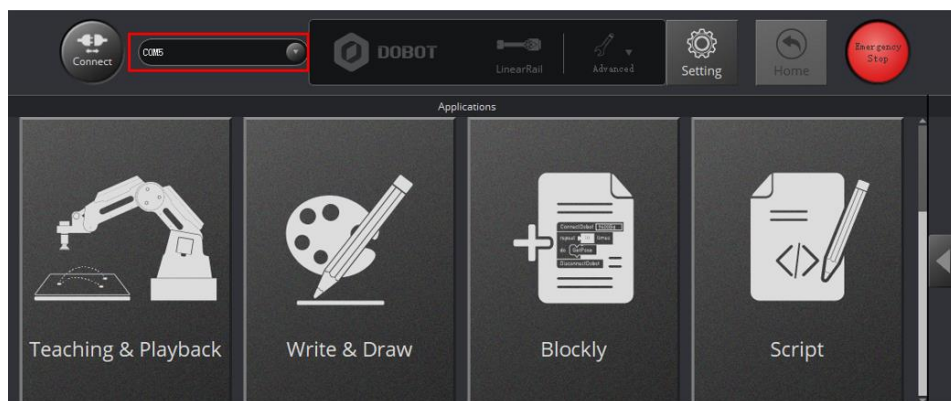 Connect
COM5
DOBOT
LinearRail
Advanced
Setting
Home
Emergency
Stop
Applications
Teaching & Playback
Write & Draw
Blockly
Script